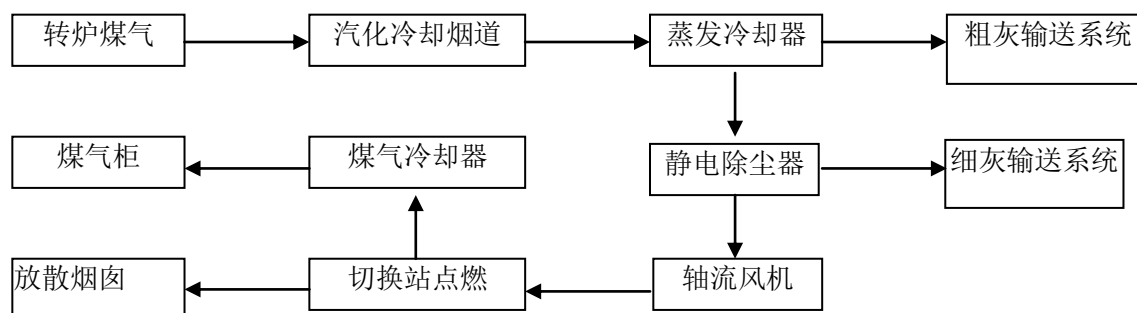 转炉煤气
汽化冷却烟道
蒸发冷却器
粗灰输送系统
煤气柜
煤气冷却器
静电除尘器
细灰输送系统
放散烟囱
切换站点燃
轴流风机